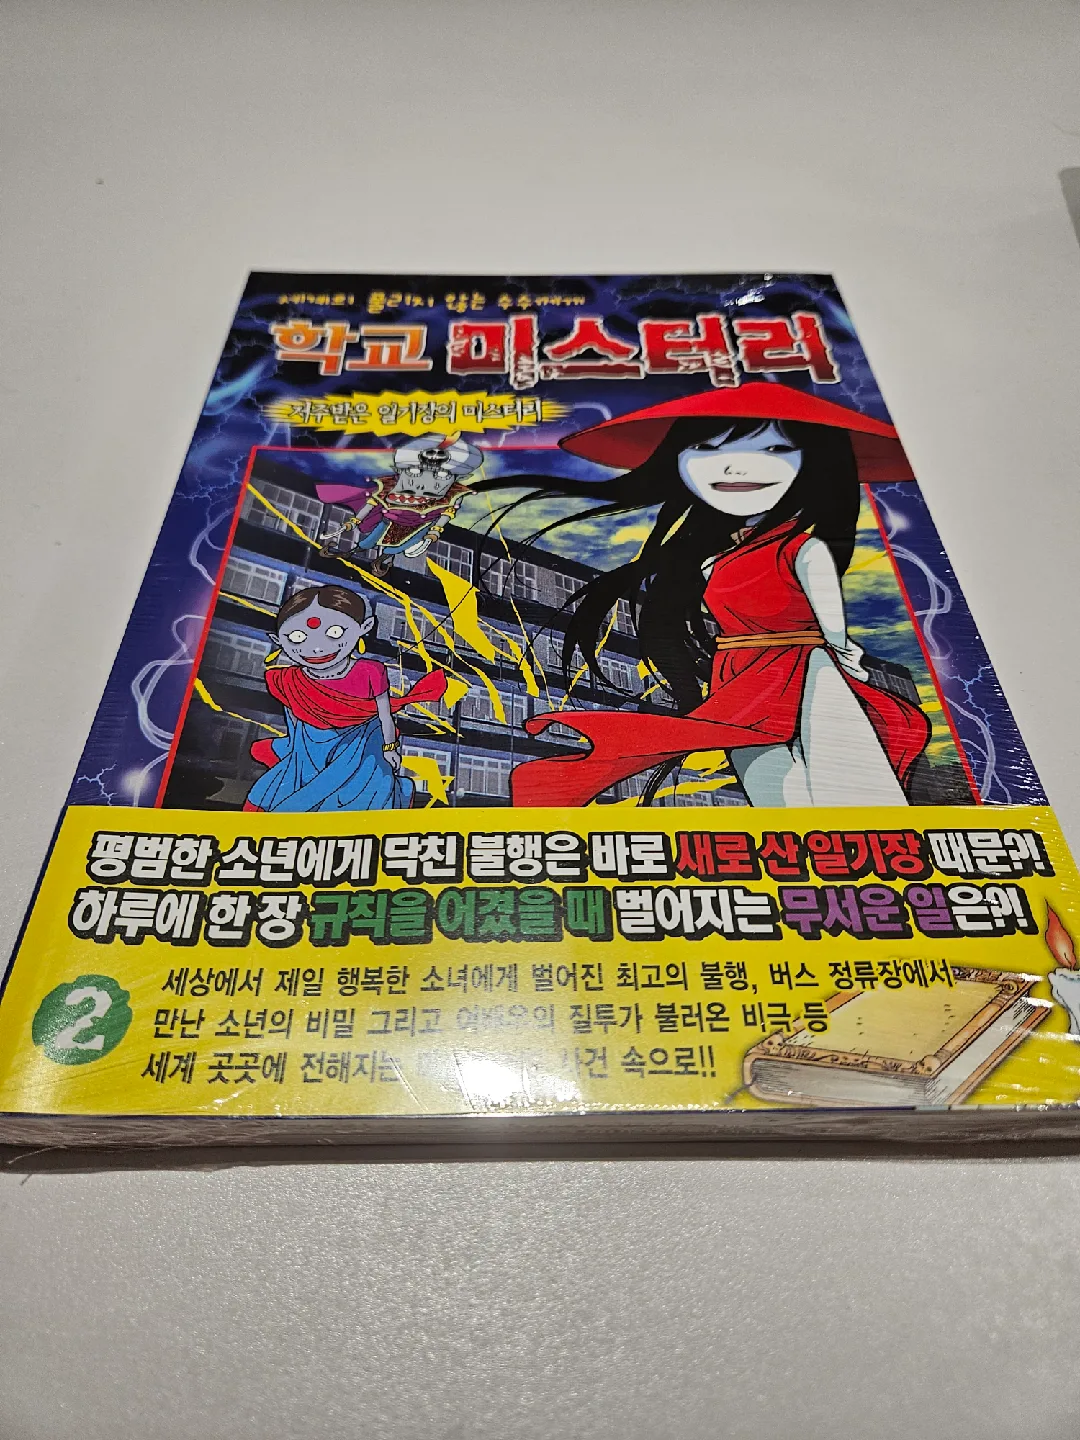 세계의 풀리지 않는 수수께끼
학교 미스터리
저주받은 일기장의 미스터리
평범한 소년에게 닥친 불행은 바로 새로 산 일기장 때문?!
하루에 한 장 규칙을 어겼을 때 벌어지는 무서운 일은?!
2
세상에서 제일 행복한 소녀에게 벌어진 최고의 불행, 버스 정류장에서
만난 소년의 비밀 그리고 여배우의 질투가 불러온 비극 등
세계 곳곳에 전해지는 사건 속으로!!